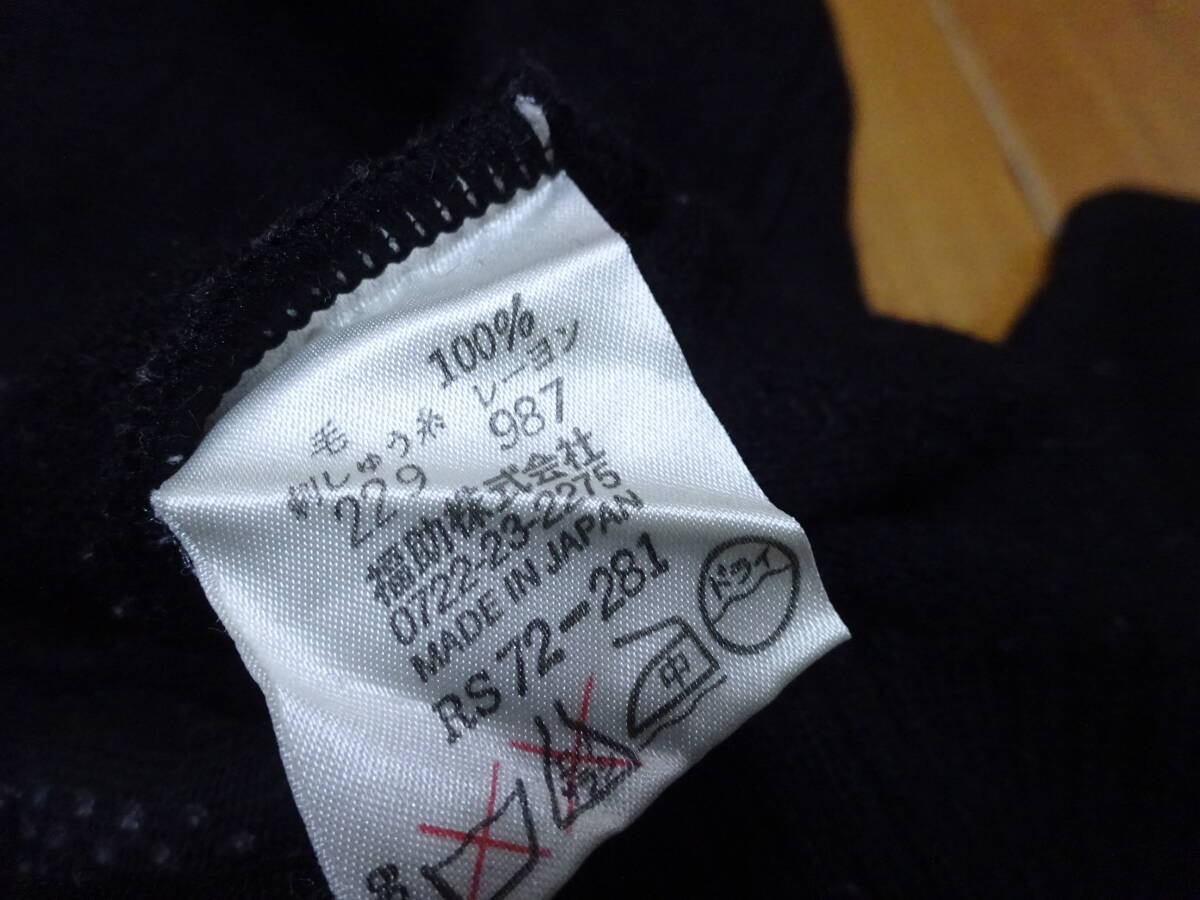 毛 100%
刺しゅう糸 レーヨン
229 987
福助株式会社
0722-23-2275
MADE IN JAPAN
RS72-281
ドライ
中